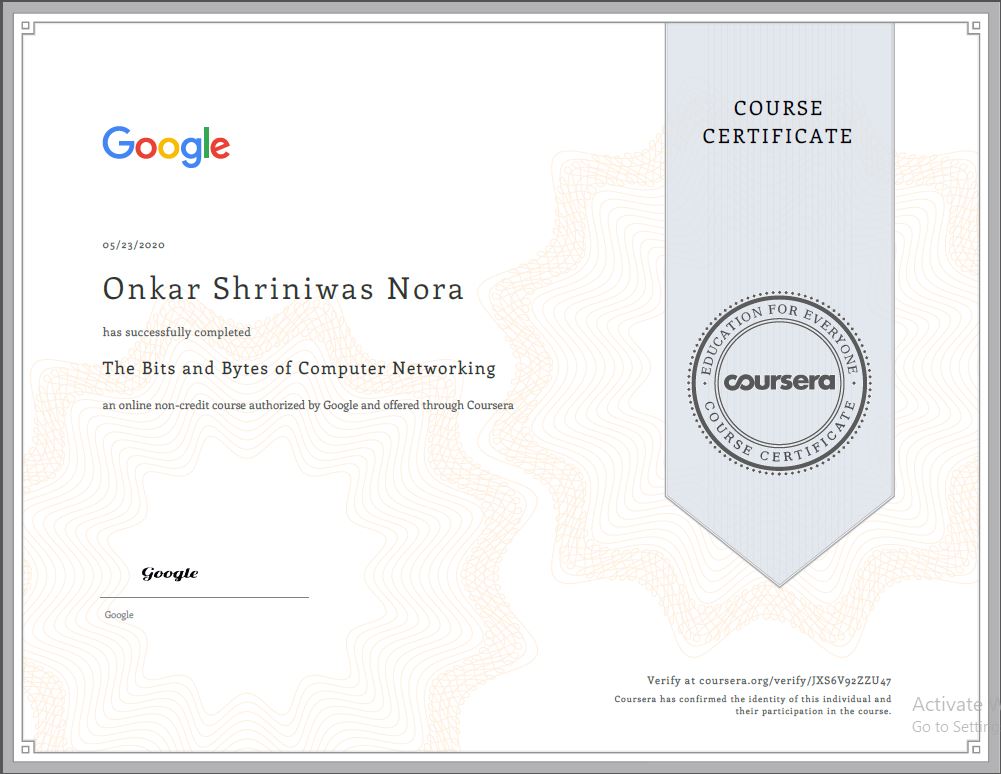 COURSE
CERTIFICATE
Google
05/23/2020
Onkar Shriniwas Nora
has successfully completed
The Bits and Bytes of Computer Networking
an online non-credit course authorized by Google and offered through Coursera
EDUCATION FOR EVERYONE
coursera
COURSE CERTIFICATE
Google
Google
Verify at coursera.org/verify/JXS6V92ZZU47
Coursera has confirmed the identity of this individual and
their participation in the course.
Activate W
Go to Setting